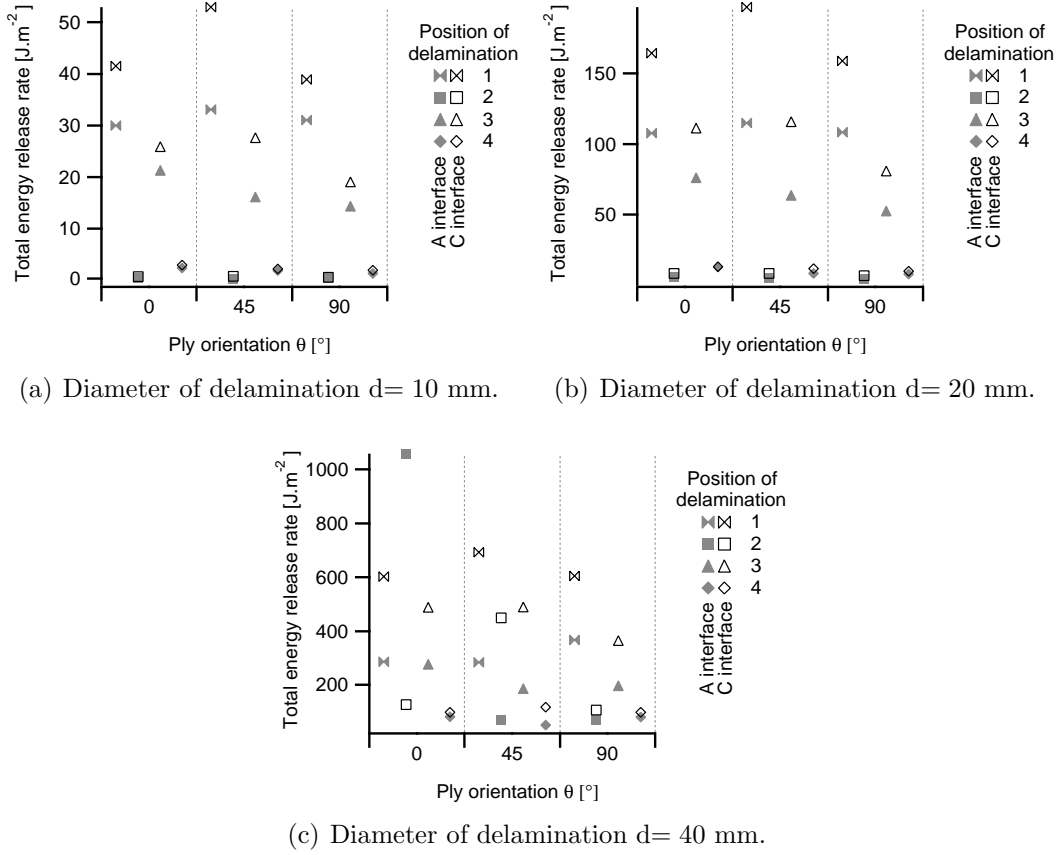 Total energy release rate [J.m-2]
50
40
30
20
10
0
0
45
90
Ply orientation θ [°]
Position of
delamination
1
2
3
4
A interface
C interface
(a) Diameter of delamination d= 10 mm.
Total energy release rate [J.m-2]
150
100
50
0
45
90
Ply orientation θ [°]
Position of
delamination
1
2
3
4
A interface
C interface
(b) Diameter of delamination d= 20 mm.
Total energy release rate [J.m-2 ]
1000
800
600
400
200
0
45
90
Ply orientation θ [°]
Position of
delamination
1
2
3
4
A interface
C interface
(c) Diameter of delamination d= 40 mm.